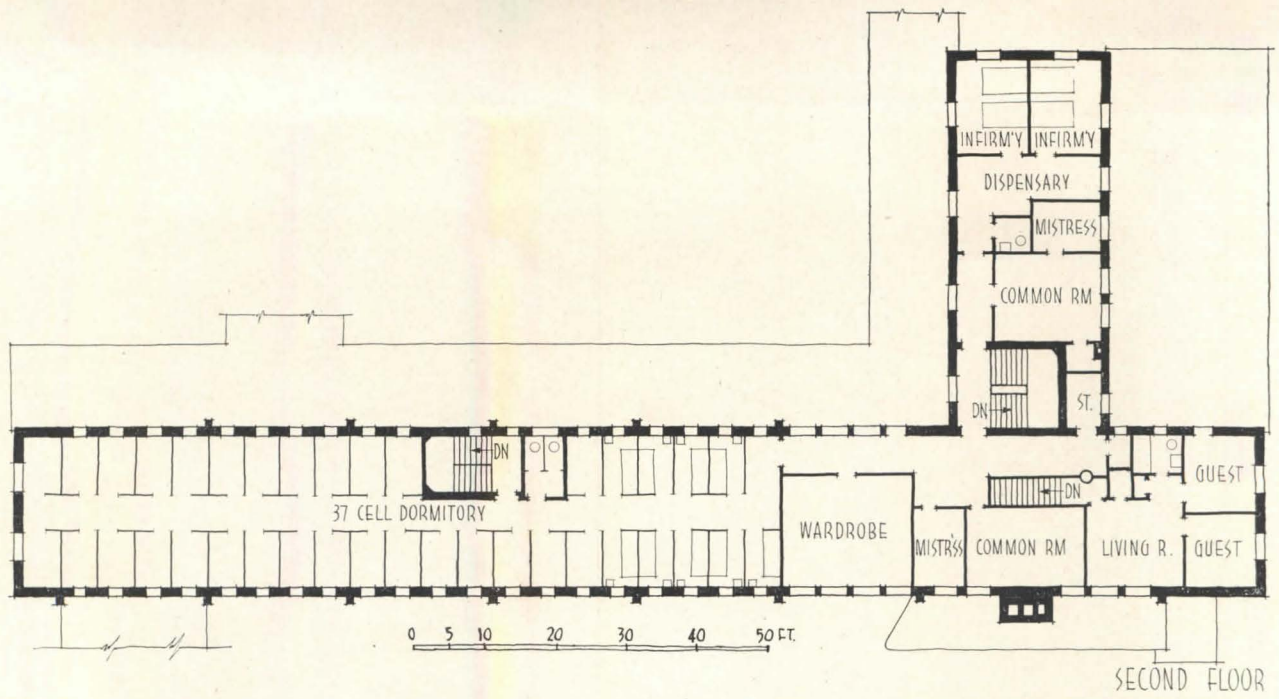 INFIRM'Y INFIRM'Y
DISPENSARY
MISTRESS
COMMON RM
DN
ST.
DN
GUEST
37 CELL DORMITORY
DN
WARDROBE
MISTR'SS
COMMON RM
LIVING R.
GUEST
0 5 10 20 30 40 50 FT.
SECOND FLOOR